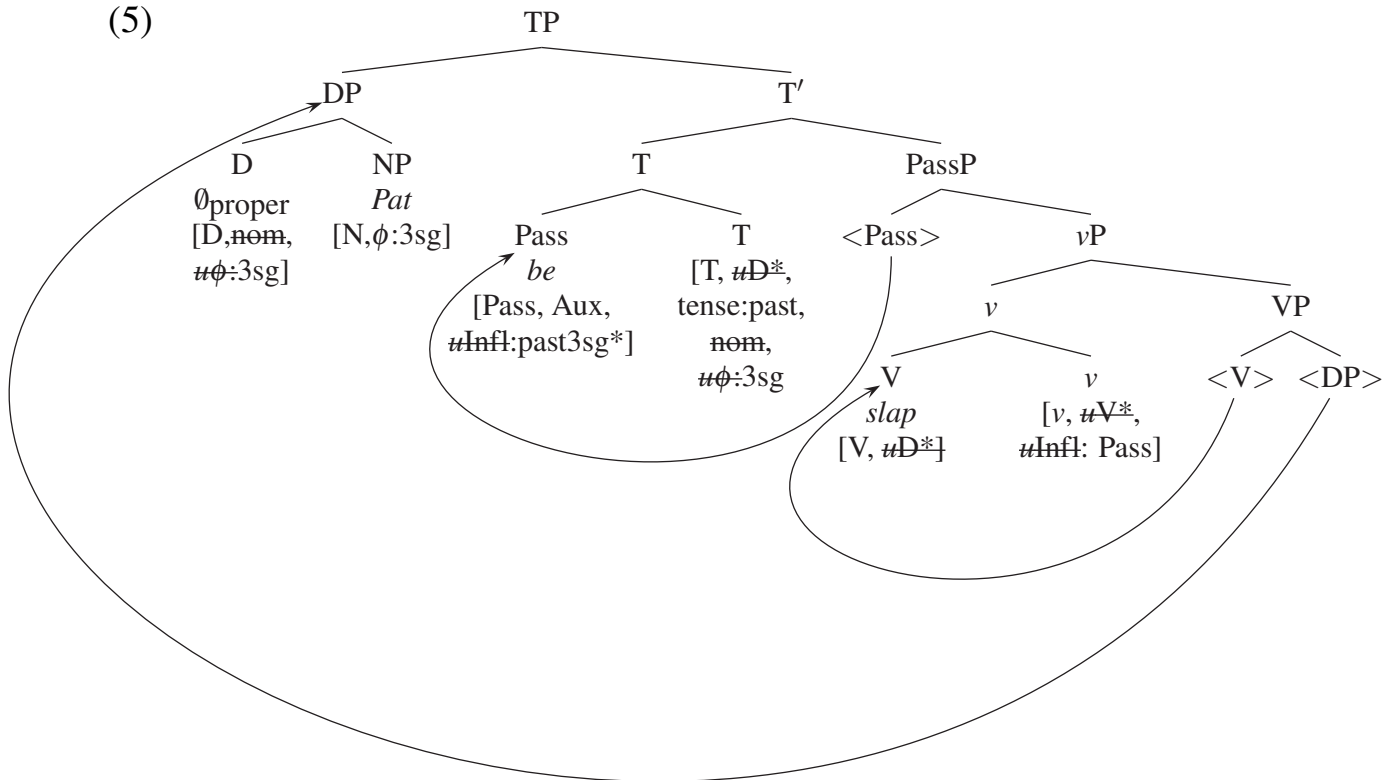 (5)
TP
DP T′
D NP T PassP
∅proper Pat Pass T <Pass> vP
[D,nom, [N,ϕ:3sg] be [T, uD*, v VP
uϕ:3sg] [Pass, Aux, tense:past,
uInfl:past3sg*] nom, V v <V> <DP>
uϕ:3sg slap [v, uV*,
[V, uD*] uInfl: Pass]